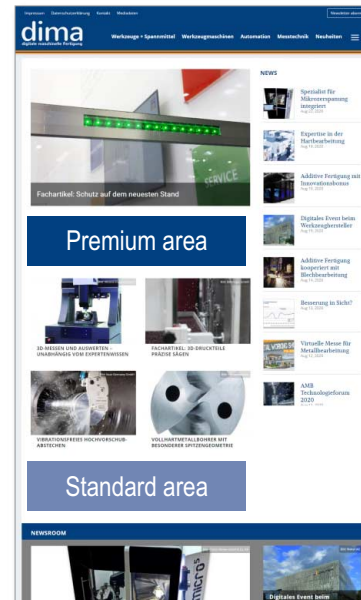 Impressum Datenschutzerklärung Kontakt Mediadaten
dima
digitale maschinelle Fertigung
Werkzeuge + Spannmittel Werkzeugmaschinen Automation Messtechnik Neuheiten
NEWS
Spezialist für
Mikrozerspanung
integriert
Expertise in der
Hartbearbeitung
Additive Fertigung mit
Innovationsbonus
Digitales Event beim
Werkzeughersteller
Additive Fertigung
kooperiert mit
Blechbearbeitung
Besserung in Sicht?
Virtuelle Messe für
Metallbearbeitung
AMB
Technologieforum
2020
SERVICE
Fachartikel: Schutz auf dem neuesten Stand
Premium area
3D-MESSEN UND AUSWERTEN –
UNABHÄNGIG VOM EXPERTENWISSEN
FACHARTIKEL: 3D-DRUCKTEILE
PRÄZISE SÄGEN
VIBRATIONSFREIES HOCHVORSCHUB-
ABSTECHEN
VOLLHARTMETALLBOHRER MIT
BESONDERER SPITZENGEOMETRIE
Standard area
NEWSROOM
Digitales Event beim